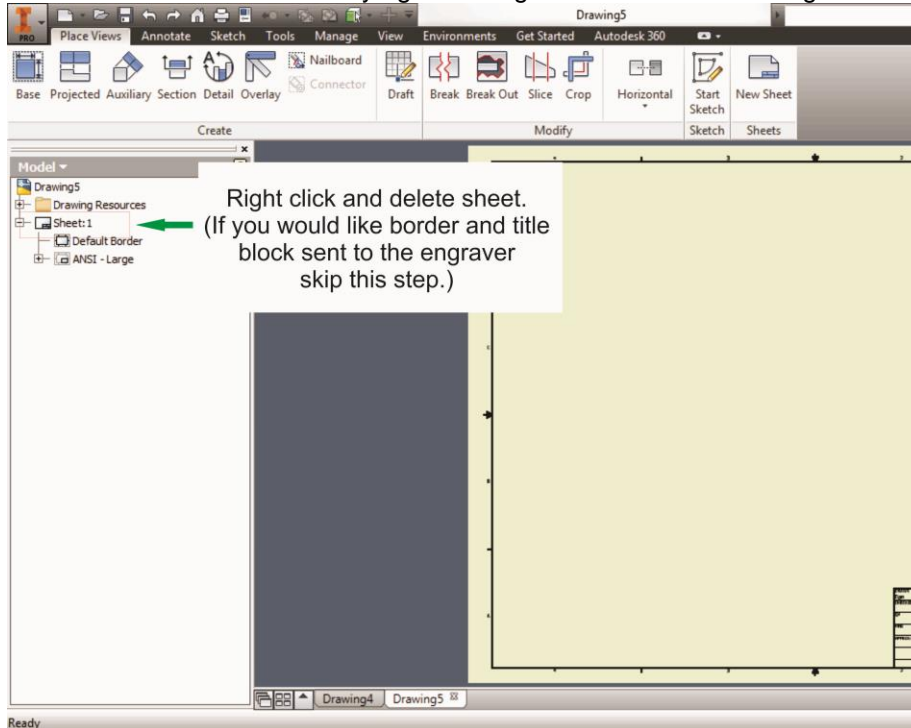 Drawing5
PRO Place Views Annotate Sketch Tools Manage View Environments Get Started Autodesk 360
Nailboard
Connector
Base Projected Auxiliary Section Detail Overlay Draft Break Break Out Slice Crop Horizontal Start Sketch New Sheet
Create Modify Sketch Sheets
Model
Drawing5
Drawing Resources
Sheet:1
Default Border
ANSI - Large
Right click and delete sheet.
(If you would like border and title
block sent to the engraver
skip this step.)
Drawing4 Drawing5
Ready